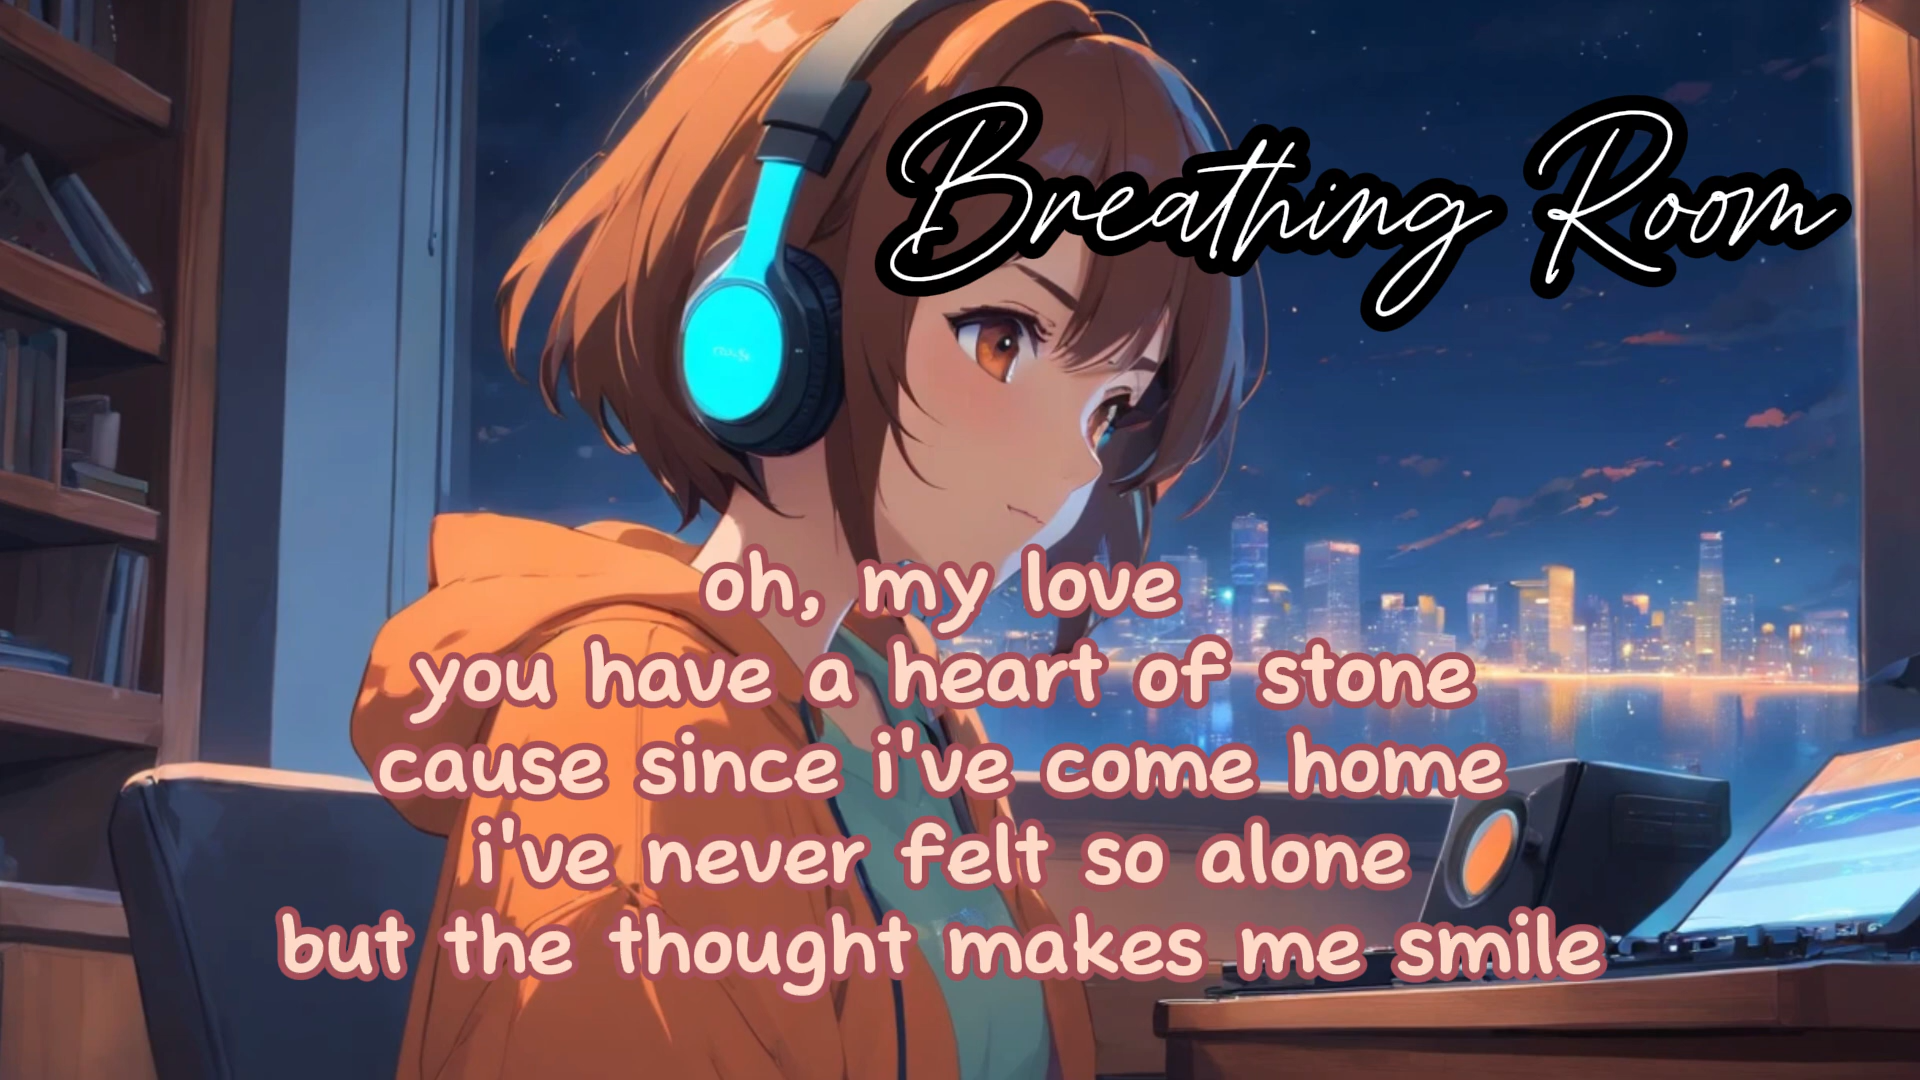 Breathing Room
oh, my love
you have a heart of stone
cause since i've come home
i've never felt so alone
but the thought makes me smile